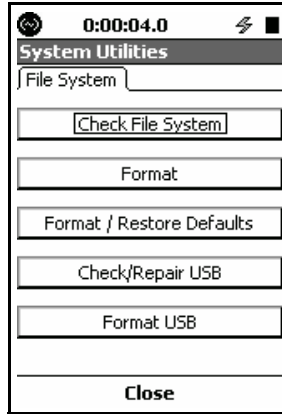 0:00:04.0
System Utilities
File System
Check File System
Format
Format / Restore Defaults
Check/Repair USB
Format USB
Close